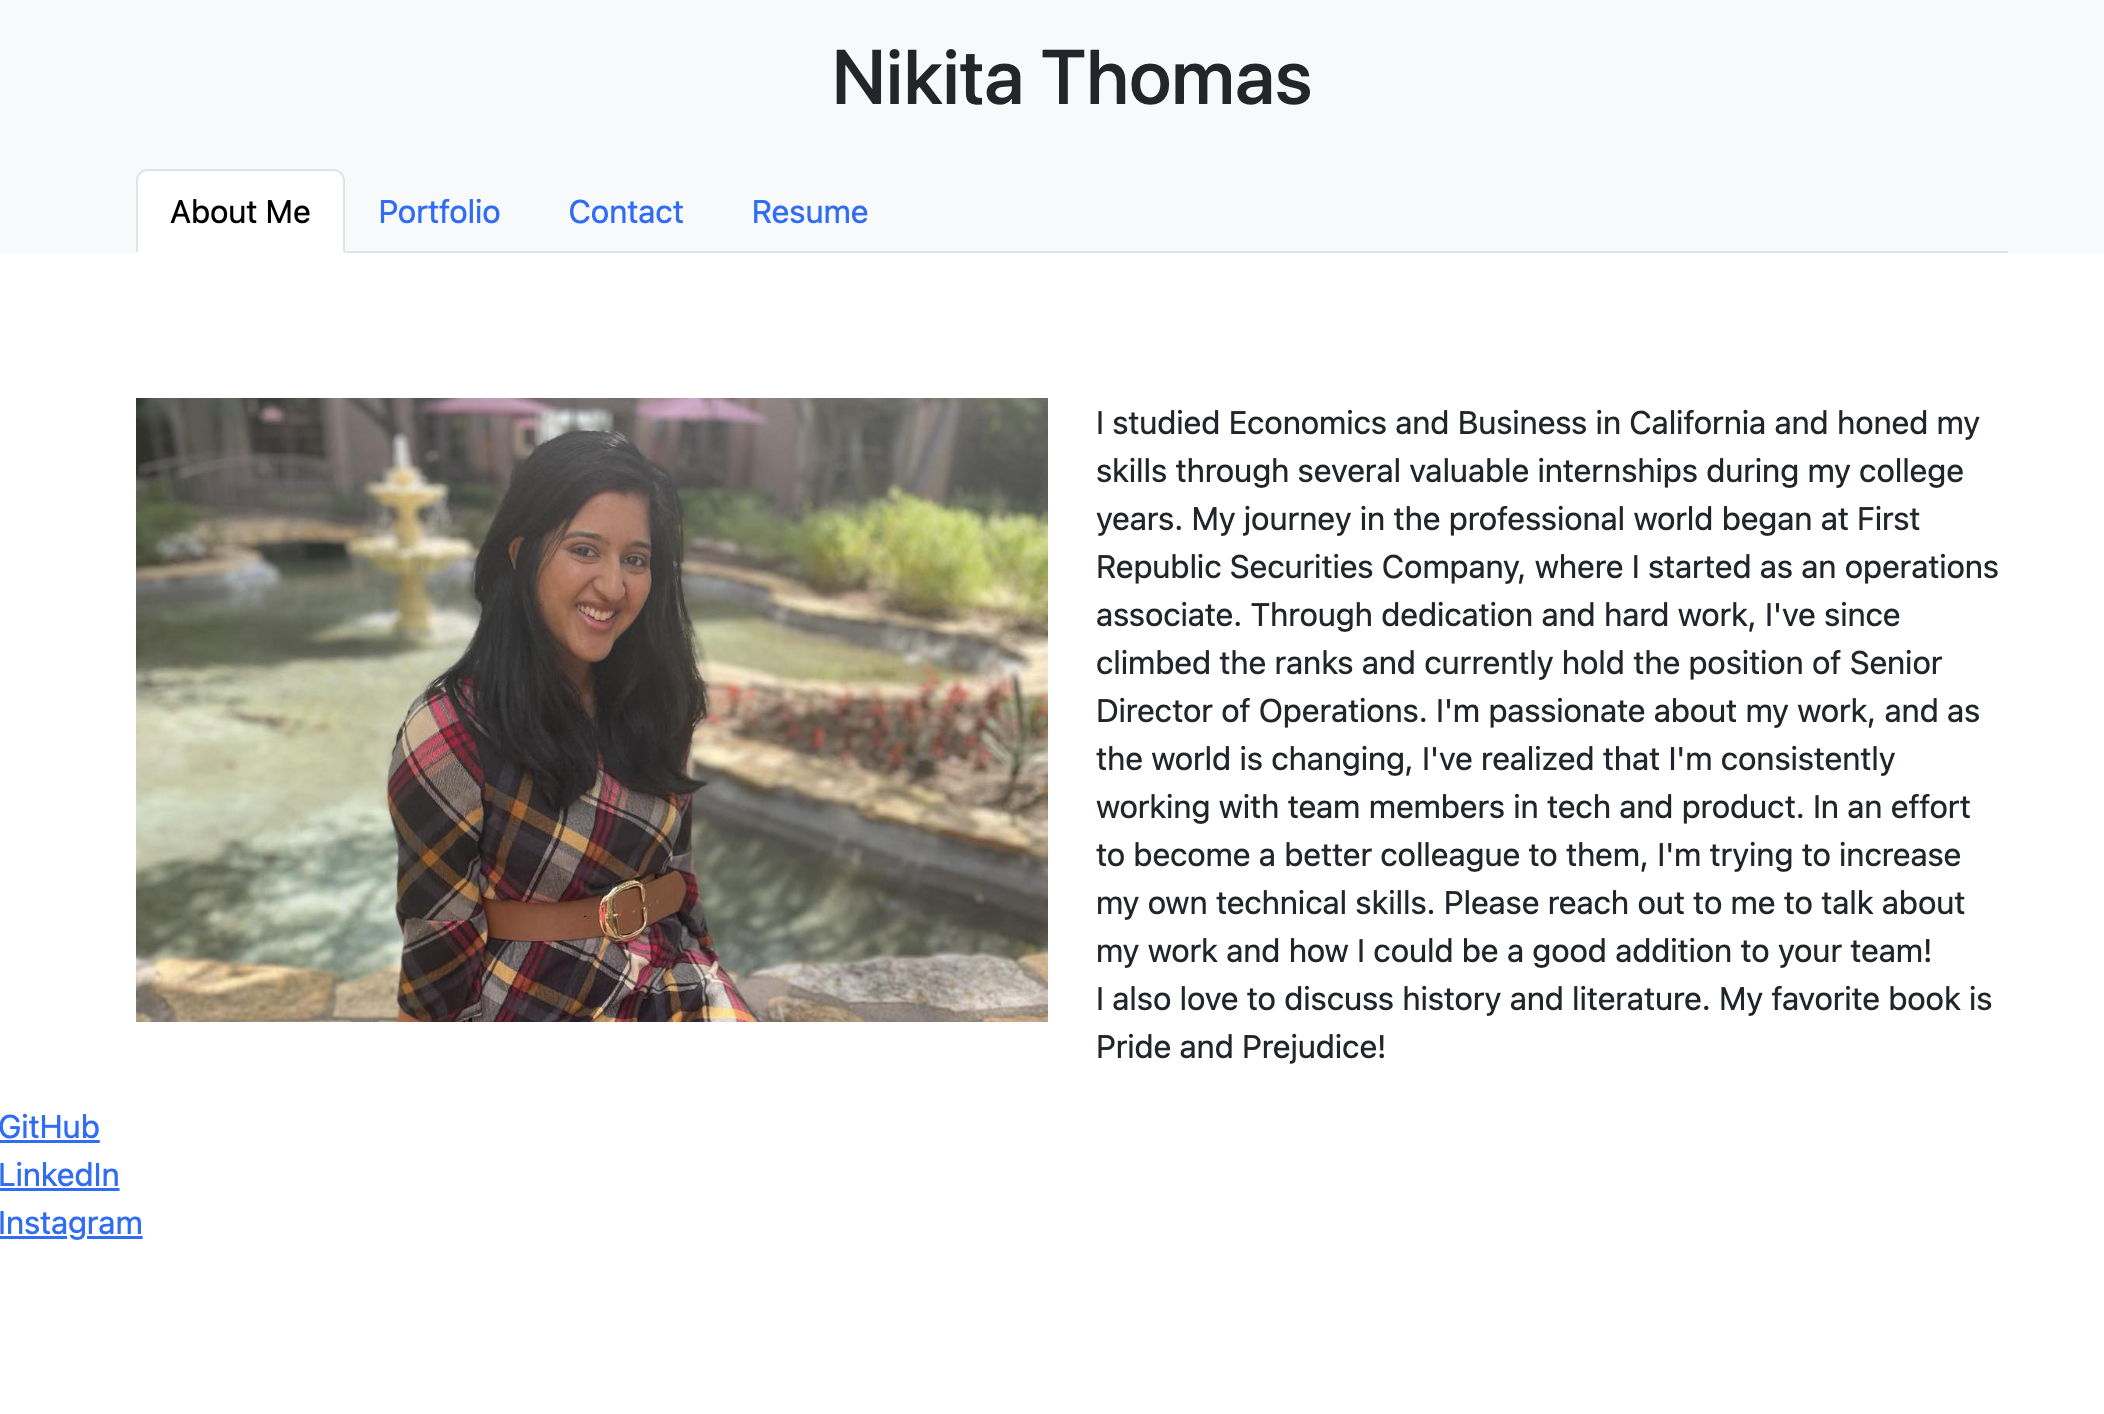 Nikita Thomas
About Me
Portfolio
Contact
Resume
I studied Economics and Business in California and honed my
skills through several valuable internships during my college
years. My journey in the professional world began at First
Republic Securities Company, where I started as an operations
associate. Through dedication and hard work, I've since
climbed the ranks and currently hold the position of Senior
Director of Operations. I'm passionate about my work, and as
the world is changing, I've realized that I'm consistently
working with team members in tech and product. In an effort
to become a better colleague to them, I'm trying to increase
my own technical skills. Please reach out to me to talk about
my work and how I could be a good addition to your team!
I also love to discuss history and literature. My favorite book is
Pride and Prejudice!
GitHub
LinkedIn
Instagram